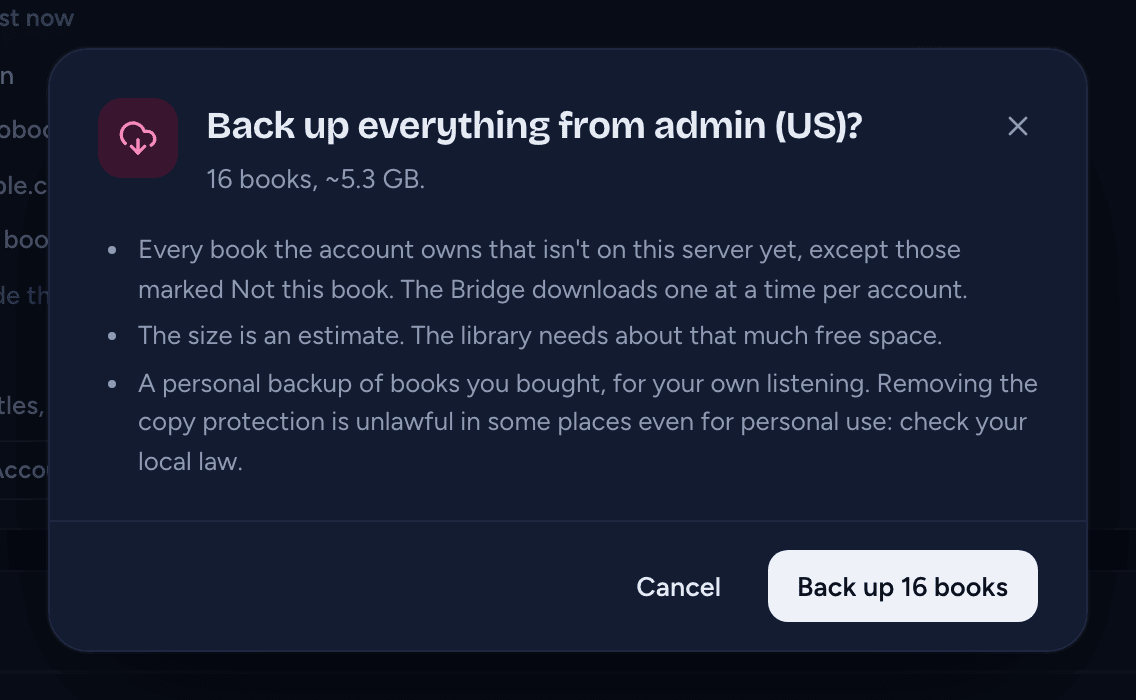 st now
n
Back up everything from admin (US)?
16 books, ~5.3 GB.
Every book the account owns that isn't on this server yet, except those
marked Not this book. The Bridge downloads one at a time per account.
The size is an estimate. The library needs about that much free space.
A personal backup of books you bought, for your own listening. Removing the
copy protection is unlawful in some places even for personal use: check your
local law.
Cancel
Back up 16 books